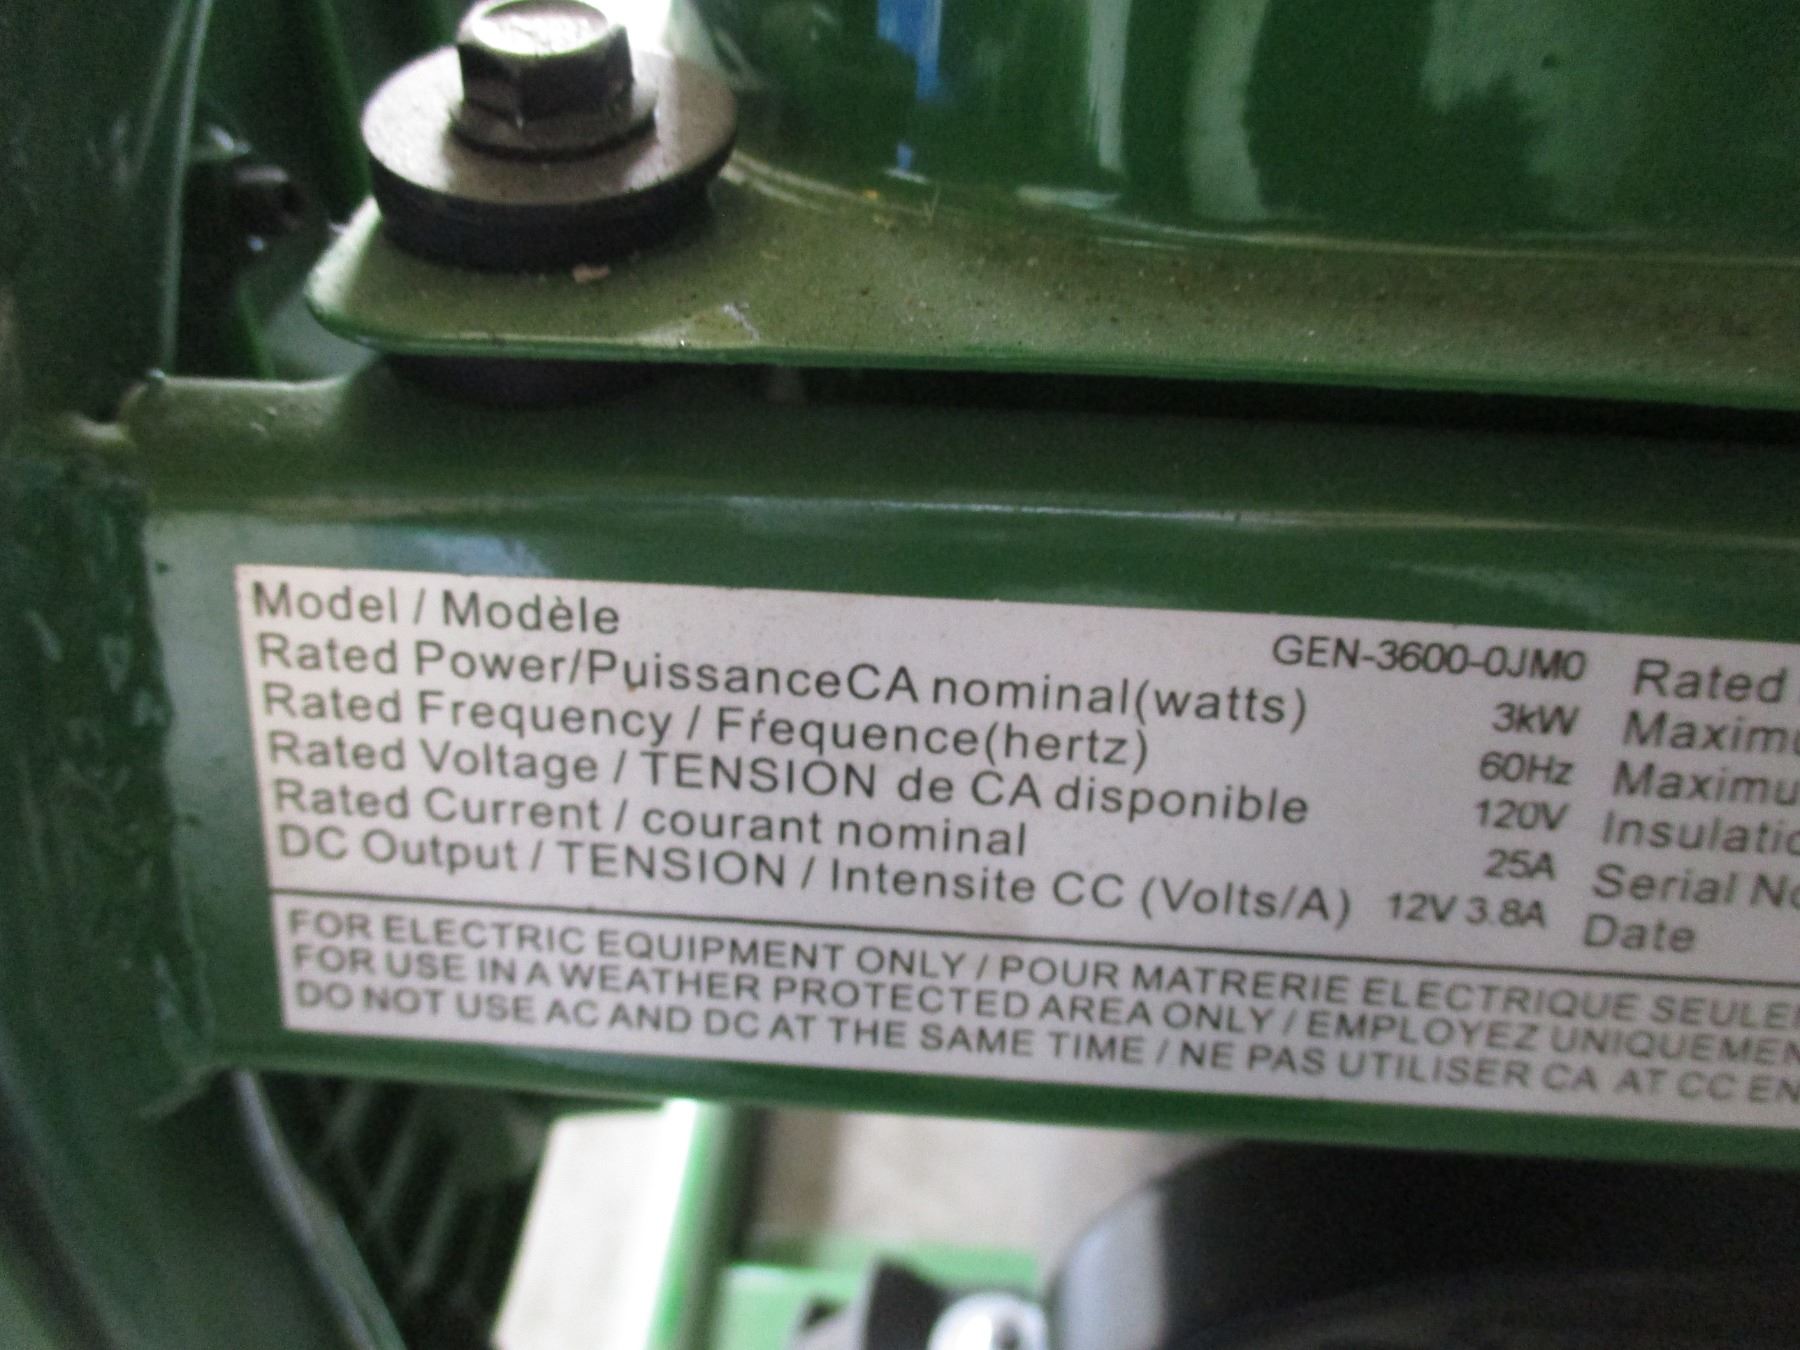 Model / Modèle GEN-3600-0JM0 Rated
Rated Power/PuissanceCA nominal(watts) 3kW
Rated Frequency / Fŕequence(hertz) 60Hz
Rated Voltage / TENSION de CA disponible 120V
Rated Current / courant nominal 25A Serial
DC Output / TENSION / Intensite CC (Volts/A) 12V 3.8A Date
FOR ELECTRIC EQUIPMENT ONLY / POUR MATRERIE ELECTRIQUE
FOR USE IN A WEATHER PROTECTED AREA ONLY / EMPLOYEZ
DO NOT USE AC AND DC AT THE SAME TIME / NE PAS UTILISER CA AT CC EN